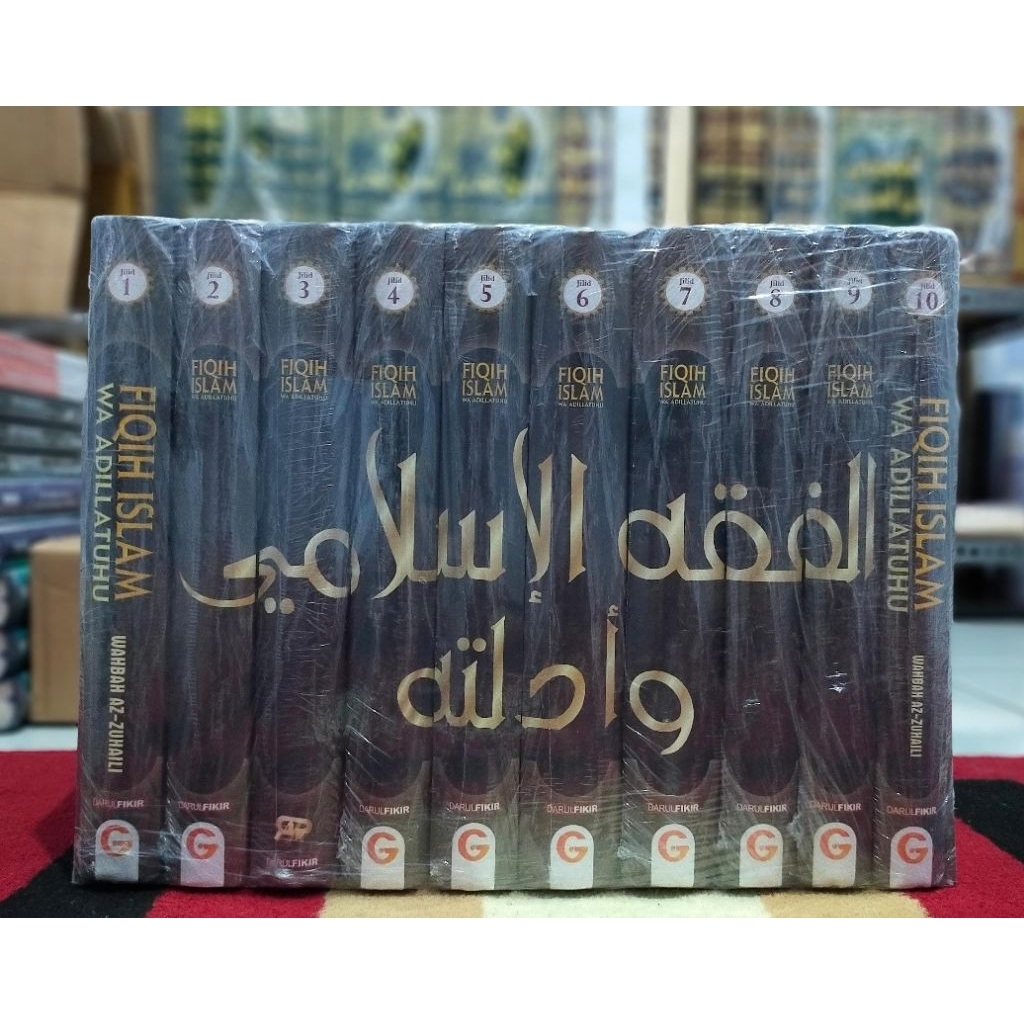 Jilid 1
FIQIH ISLAM
WA ADILLATUHU
WAHBAH AZ-ZUHAILI
DARULFIKIR
G
Jilid 2
FIQIH
ISLAM
WA ADILLATUHU
DARULFIKIR
G
Jilid 3
FIQIH
ISLAM
WA ADILLATUHU
DARULFIKIR
Jilid 4
FIQIH
ISLAM
WA ADILLATUHU
DARULFIKIR
G
Jilid 5
FIQIH
ISLAM
WA ADILLATUHU
DARULFIKIR
G
Jilid 6
FIQIH
ISLAM
WA ADILLATUHU
DARULFIKIR
G
Jilid 7
FIQIH
ISLAM
WA ADILLATUHU
DARULFIKIR
G
Jilid 8
FIQIH
ISLAM
WA ADILLATUHU
DARULFIKIR
G
Jilid 9
FIQIH
ISLAM
WA ADILLATUHU
DARULFIKIR
G
Jilid 10
FIQIH ISLAM
WA ADILLATUHU
WAHBAH AZ-ZUHAILI
DARULFIKIR
G
الفقه الإسلامي
وأدلته